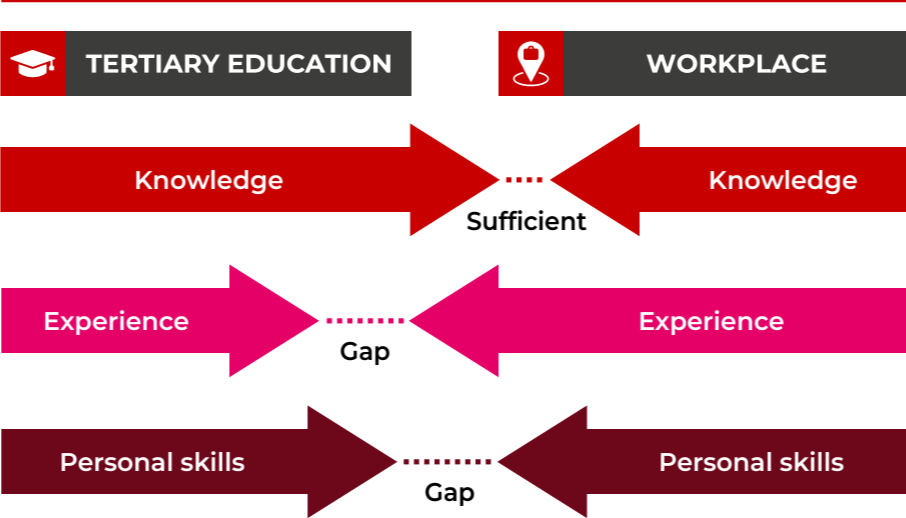 TERTIARY EDUCATION
WORKPLACE
Knowledge
Knowledge
Sufficient
Experience
Experience
Gap
Personal skills
Personal skills
Gap